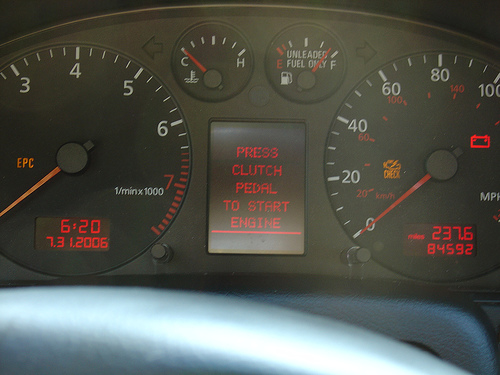 3 4 5 6 7
1/min x 1000
EPC
6:20
7.31.2006
C H
UNLEADED
FUEL ONLY
E F
PRESS
CLUTCH
PEDAL
TO START
ENGINE
0 20 40 60 80 100
20 60 100 140
km/h
MPH
CHECK
miles 237.6
84592